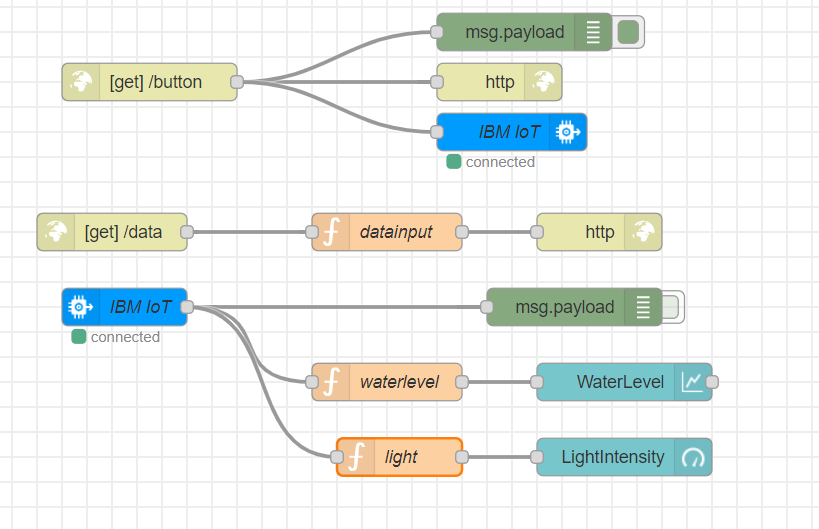 msg.payload
[get] /button
http
IBM IoT
connected
[get] /data
datainput
http
IBM IoT
msg.payload
connected
waterlevel
WaterLevel
light
LightIntensity